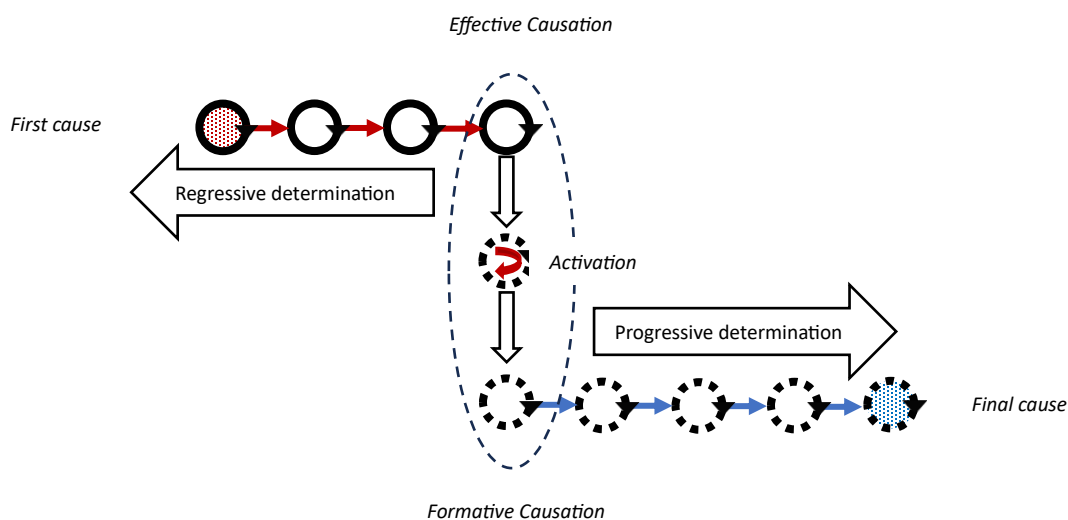 Effective Causation
First cause
Regressive determination
Activation
Progressive determination
Final cause
Formative Causation